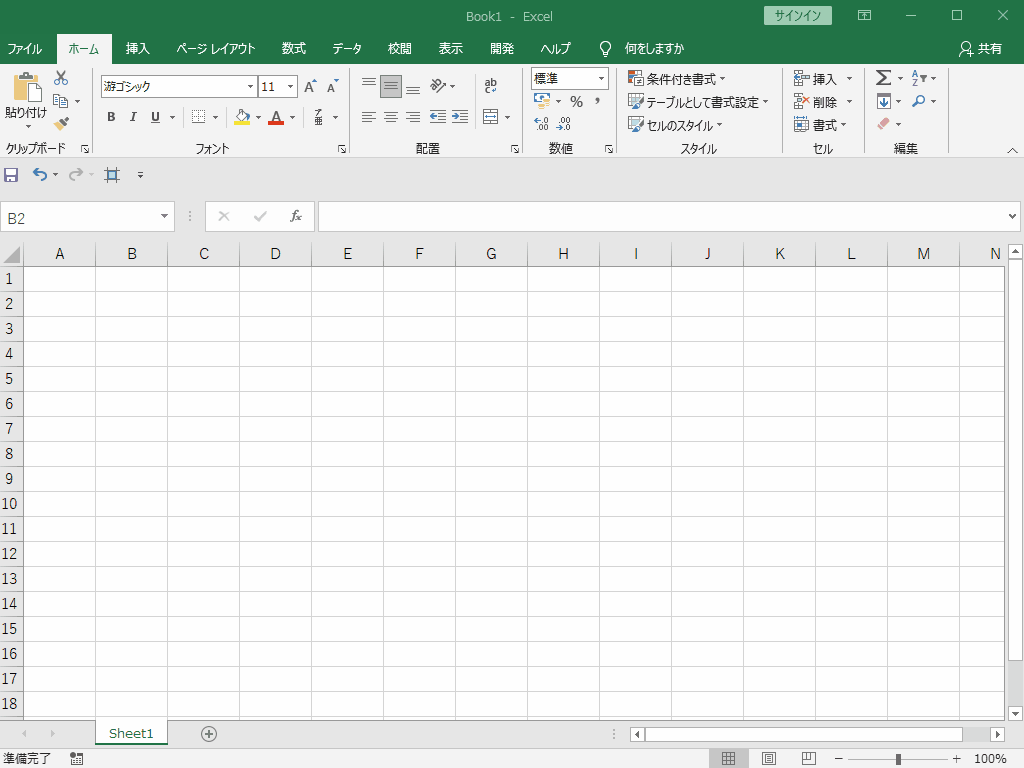 Book1 - Excel サインイン
ファイル ホーム 挿入 ページ レイアウト 数式 データ 校閲 表示 開発 ヘルプ 何をしますか 共有
貼り付け 游ゴシック 11 A A ab c 標準 条件付き書式 挿入 Σ A Z
B I U A % , テーブルとして書式設定 削除
亜 .00 .0 セルのスタイル 書式
クリップボード フォント 配置 数値 スタイル セル 編集
B2 fx
A B C D E F G H I J K L M N
1
2
3
4
5
6
7
8
9
10
11
12
13
14
15
16
17
18
Sheet1
準備完了 100%